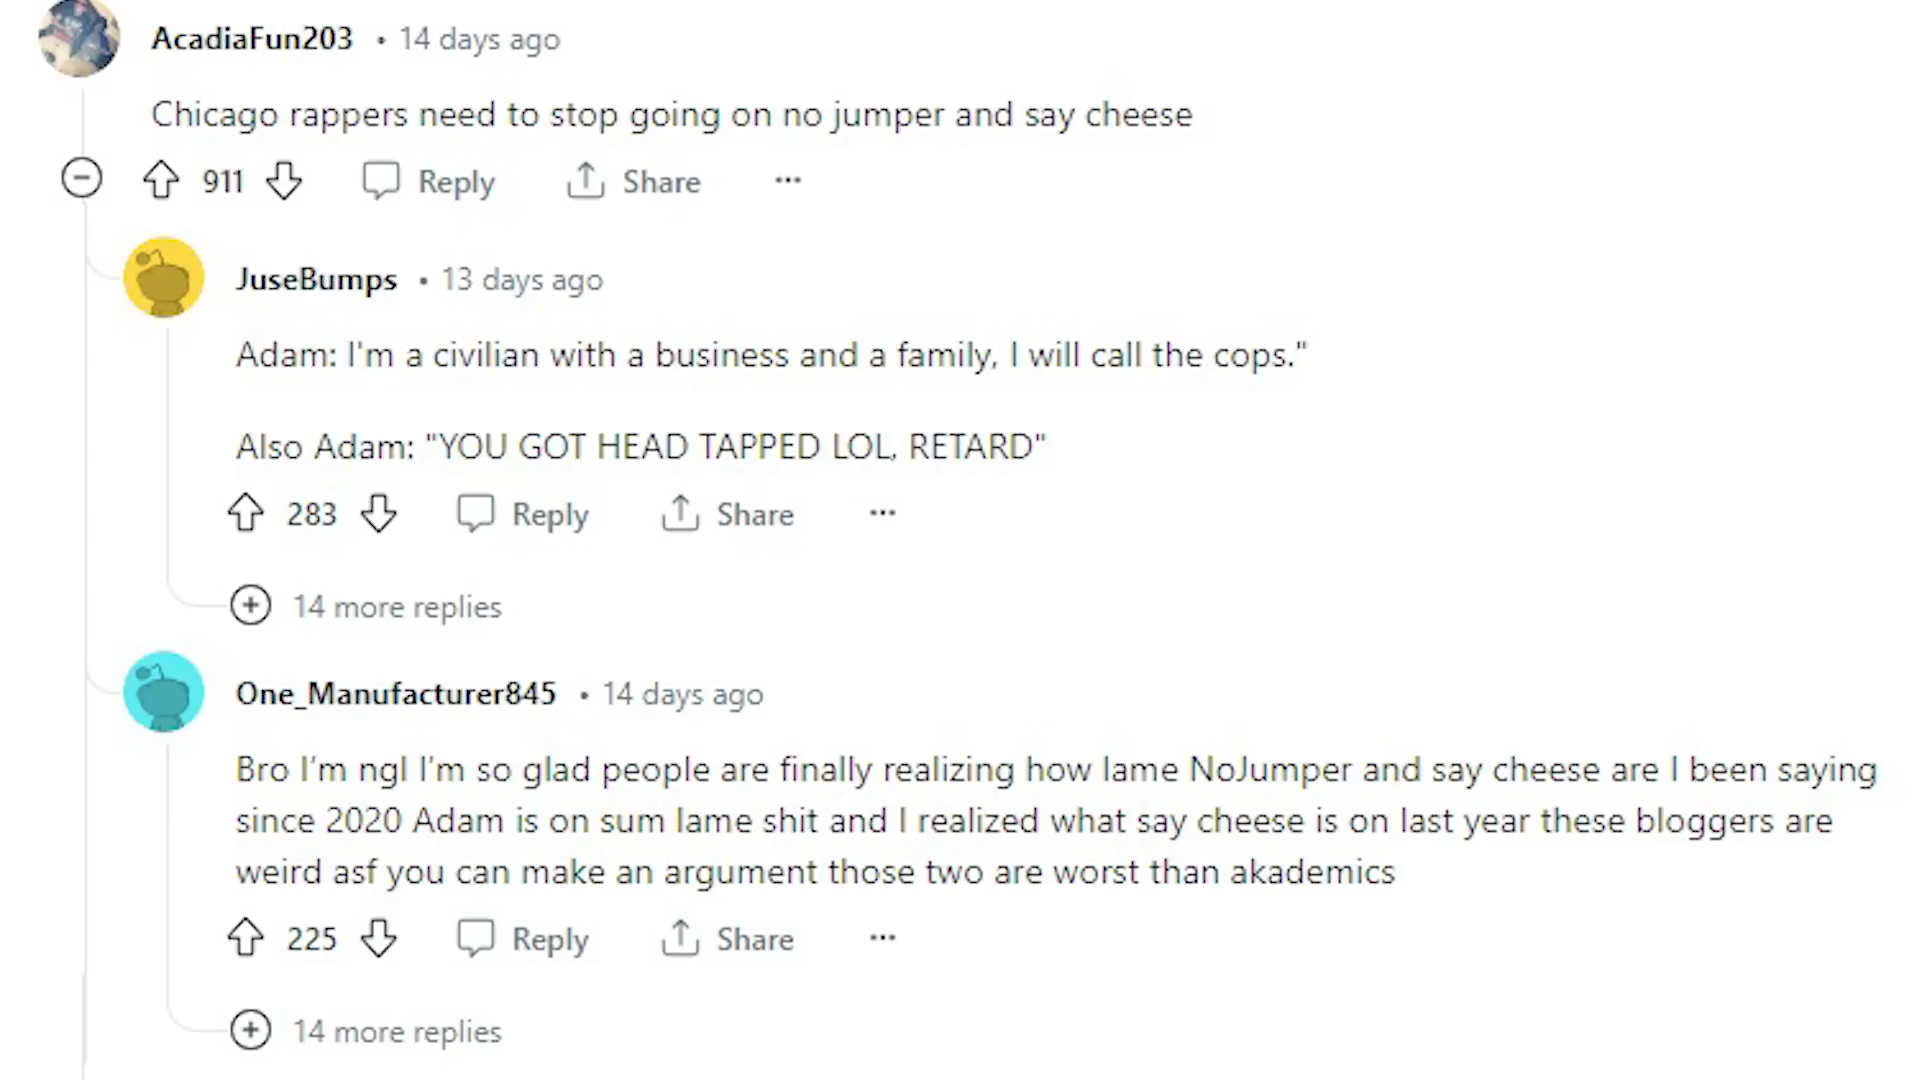 AcadiaFun203 • 14 days ago
Chicago rappers need to stop going on no jumper and say cheese
911 Reply Share ···
JuseBumps • 13 days ago
Adam: I'm a civilian with a business and a family, I will call the cops."
Also Adam: "YOU GOT HEAD TAPPED LOL, RETARD"
283 Reply Share ···
14 more replies
One_Manufacturer845 • 14 days ago
Bro I'm ngl I'm so glad people are finally realizing how lame NoJumper and say cheese are I been saying
since 2020 Adam is on sum lame shit and I realized what say cheese is on last year these bloggers are
weird asf you can make an argument those two are worst than akademics
225 Reply Share ···
14 more replies